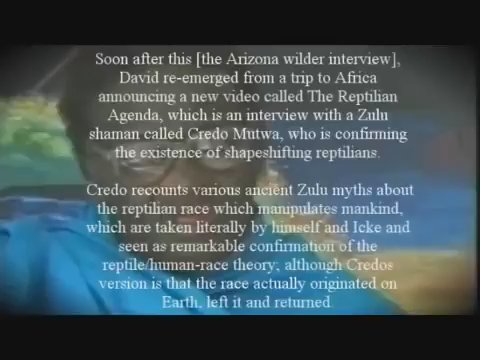 Soon after this [the Arizona wilder interview],
David re-emerged from a trip to Africa
announcing a new video called The Reptilian
Agenda, which is an interview with a Zulu
shaman called Credo Mutwa, who is confirming
the existence of shapeshifting reptilians.
Credo recounts various ancient Zulu myths about
the reptilian race which manipulates mankind,
which are taken literally by himself and Icke and
seen as remarkable confirmation of the
reptile/human-race theory; although Credos
version is that the race actually originated on
Earth, left it and returned.